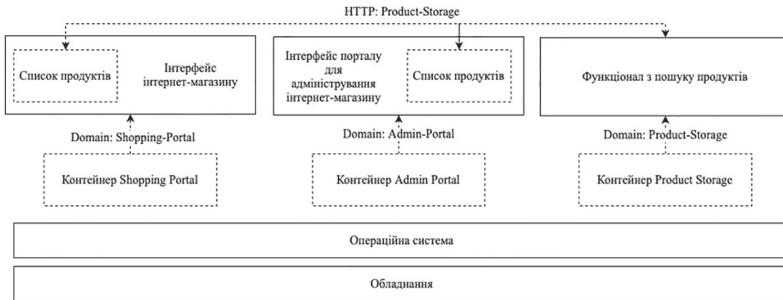 HTTP: Product-Storage
Список продуктів
Інтерфейс
інтернет-магазину
Інтерфейс порталу
для
адміністрування
інтернет-магазину
Список продуктів
Функціонал з пошуку продуктів
Domain: Shopping-Portal
Domain: Admin-Portal
Domain: Product-Storage
Контейнер Shopping Portal
Контейнер Admin Portal
Контейнер Product Storage
Операційна система
Обладнання